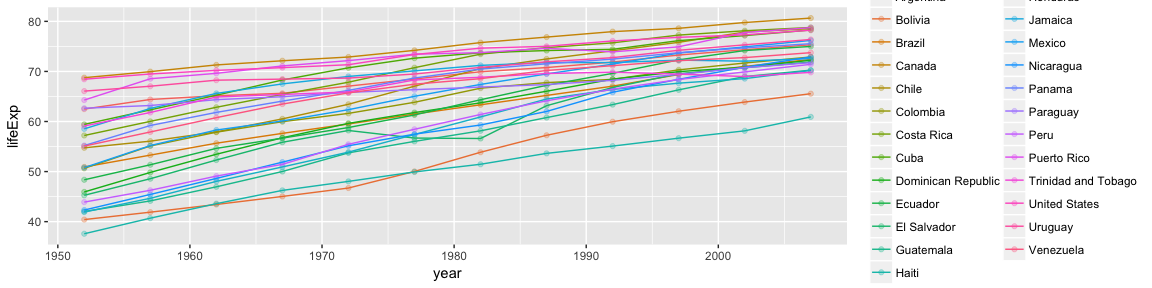 lifeExp
80
70
60
50
40
1950
1960
1970
1980
1990
2000
year
Bolivia
Brazil
Canada
Chile
Colombia
Costa Rica
Cuba
Dominican Republic
Ecuador
El Salvador
Guatemala
Haiti
Jamaica
Mexico
Nicaragua
Panama
Paraguay
Peru
Puerto Rico
Trinidad and Tobago
United States
Uruguay
Venezuela